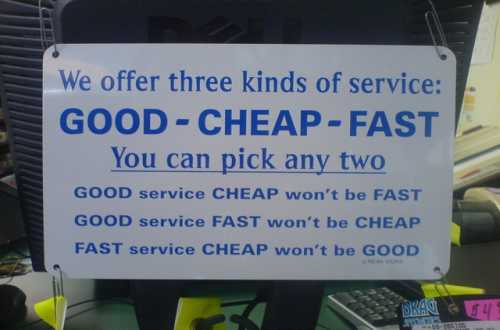 DELL
We offer three kinds of service:
GOOD - CHEAP - FAST
You can pick any two
GOOD service CHEAP won't be FAST
GOOD service FAST won't be CHEAP
FAST service CHEAP won't be GOOD